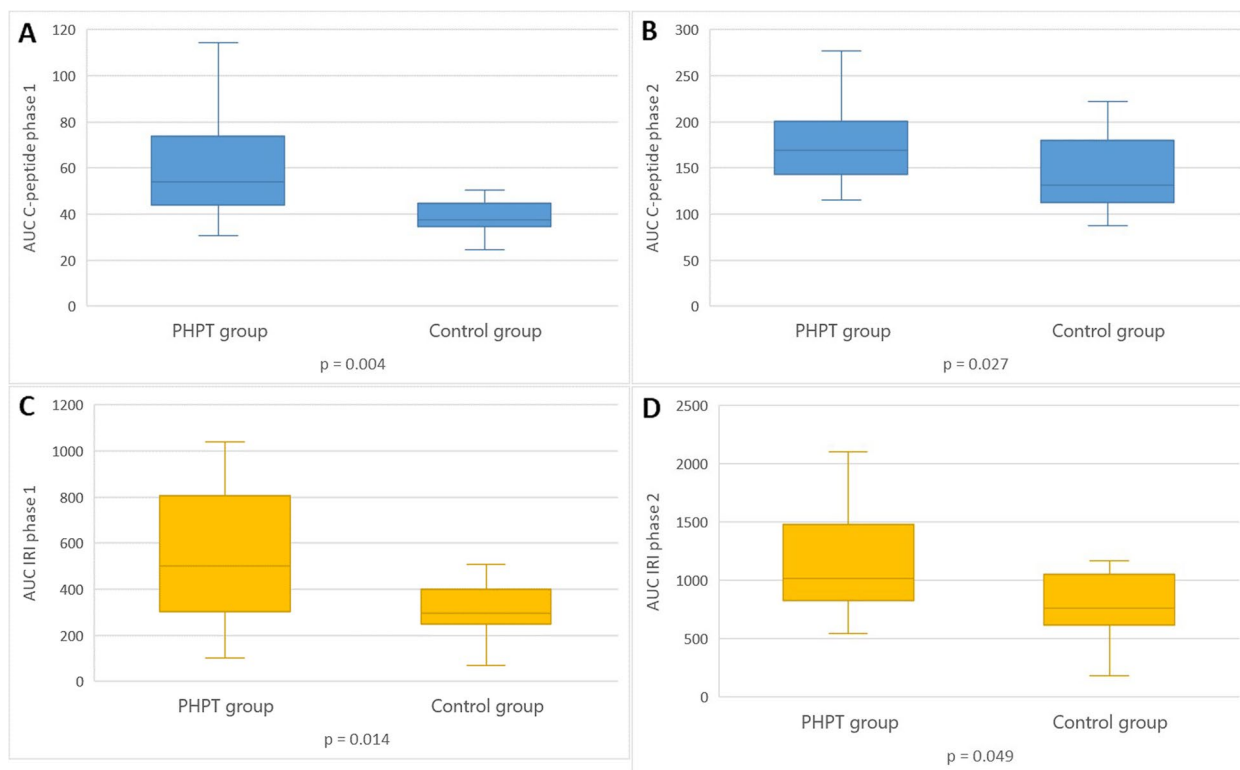 A
AUC C-peptide phase 1
120
100
80
60
40
20
0
PHPT group Control group
p = 0.004
B
AUC C-peptide phase 2
300
250
200
150
100
50
0
PHPT group Control group
p = 0.027
C
AUC IRI phase 1
1200
1000
800
600
400
200
0
PHPT group Control group
p = 0.014
D
AUC IRI phase 2
2500
2000
1500
1000
500
0
PHPT group Control group
p = 0.049